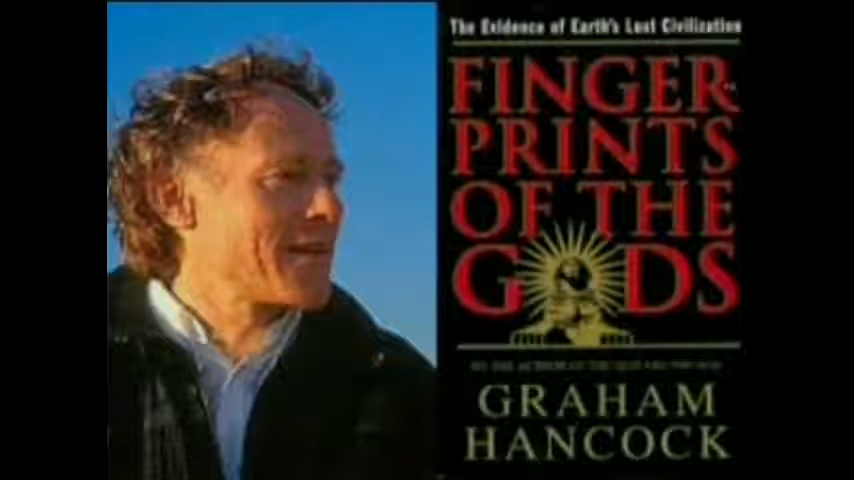 The Evidence of Earth's Lost Civilization
FINGER
PRINTS
OF THE
GODS
GRAHAM
HANCOCK